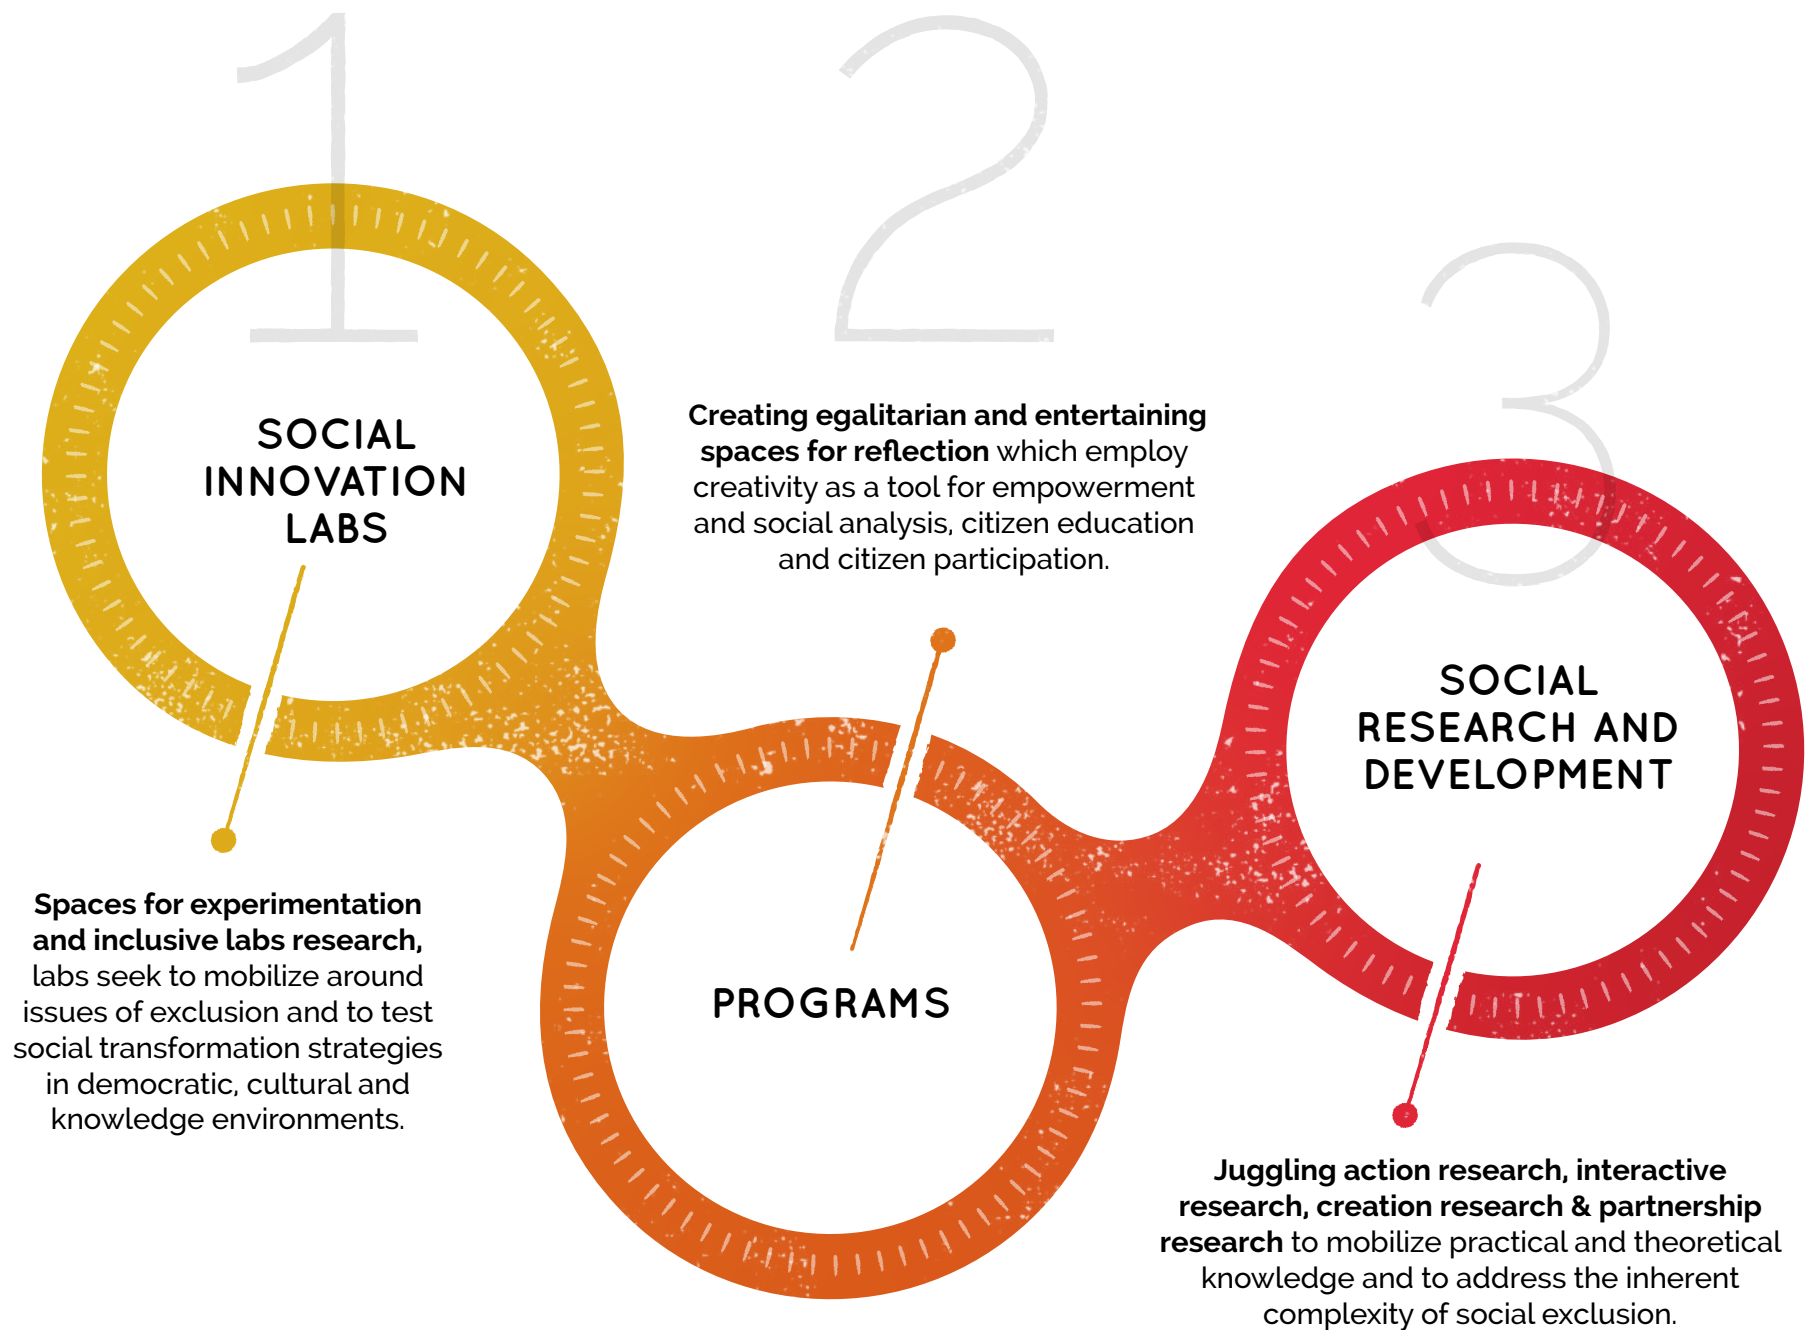 1
SOCIAL
INNOVATION
LABS
Spaces for experimentation
and inclusive labs research,
labs seek to mobilize around
issues of exclusion and to test
social transformation strategies
in democratic, cultural and
knowledge environments.
2
Creating egalitarian and entertaining
spaces for reflection which employ
creativity as a tool for empowerment
and social analysis, citizen education
and citizen participation.
PROGRAMS
3
SOCIAL
RESEARCH AND
DEVELOPMENT
Juggling action research, interactive
research, creation research & partnership
research to mobilize practical and theoretical
knowledge and to address the inherent
complexity of social exclusion.